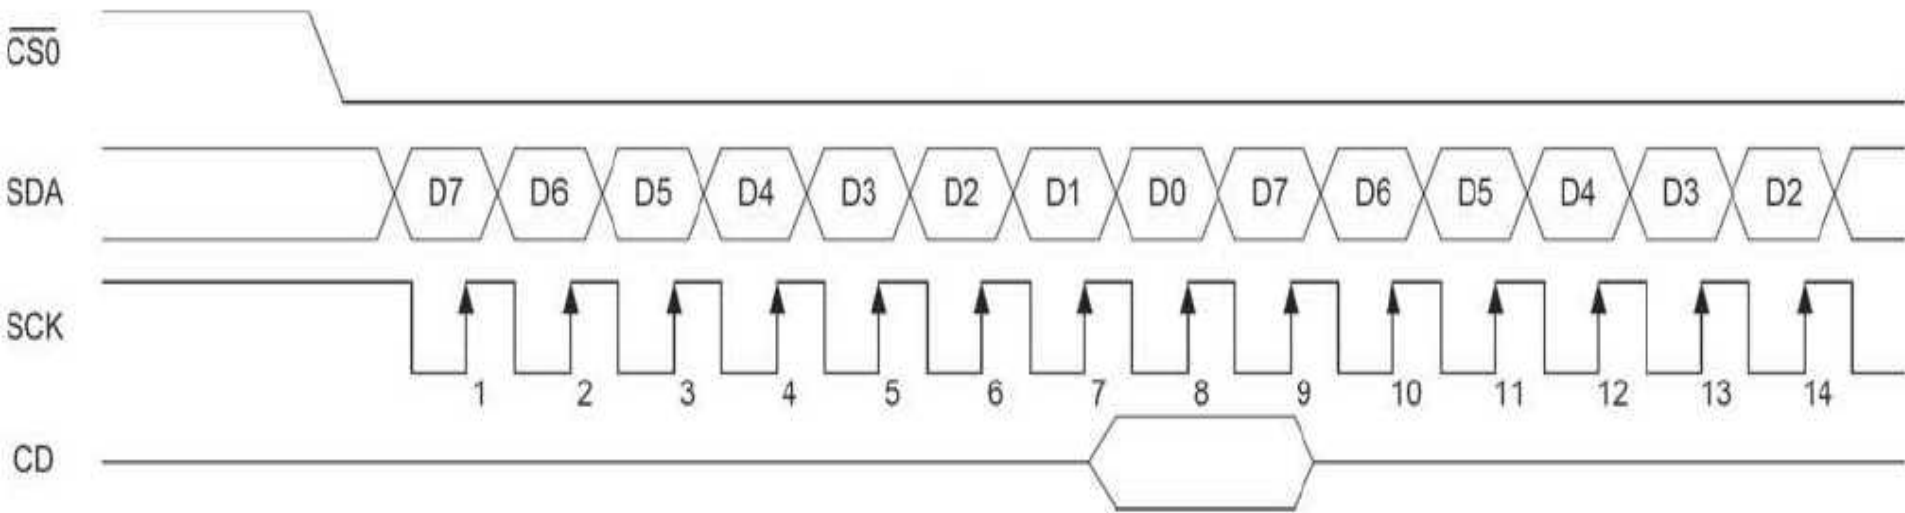 CS0
SDA D7 D6 D5 D4 D3 D2 D1 D0 D7 D6 D5 D4 D3 D2
SCK
1 2 3 4 5 6 7 8 9 10 11 12 13 14
CD